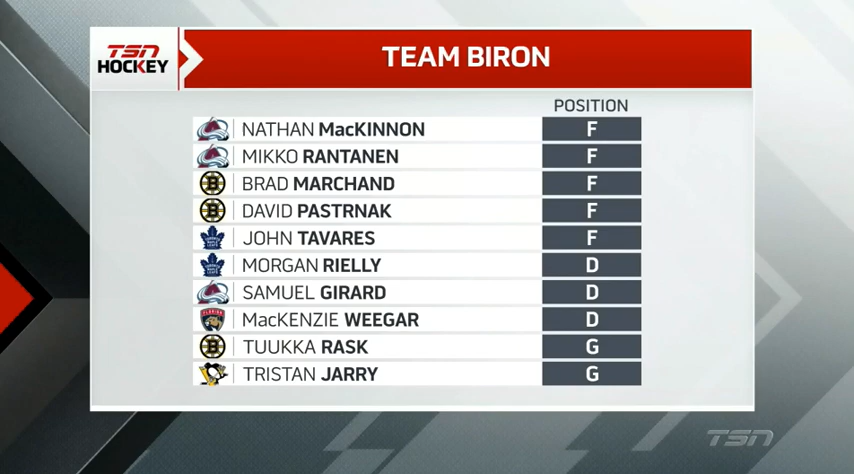 TSN
HOCKEY
TEAM BIRON
POSITION
NATHAN MacKINNON F
MIKKO RANTANEN F
B BRAD MARCHAND F
B DAVID PASTRNAK F
JOHN TAVARES F
MORGAN RIELLY D
SAMUEL GIRARD D
FLORIDA MacKENZIE WEEGAR D
B TUUKKA RASK G
TRISTAN JARRY G
TSN